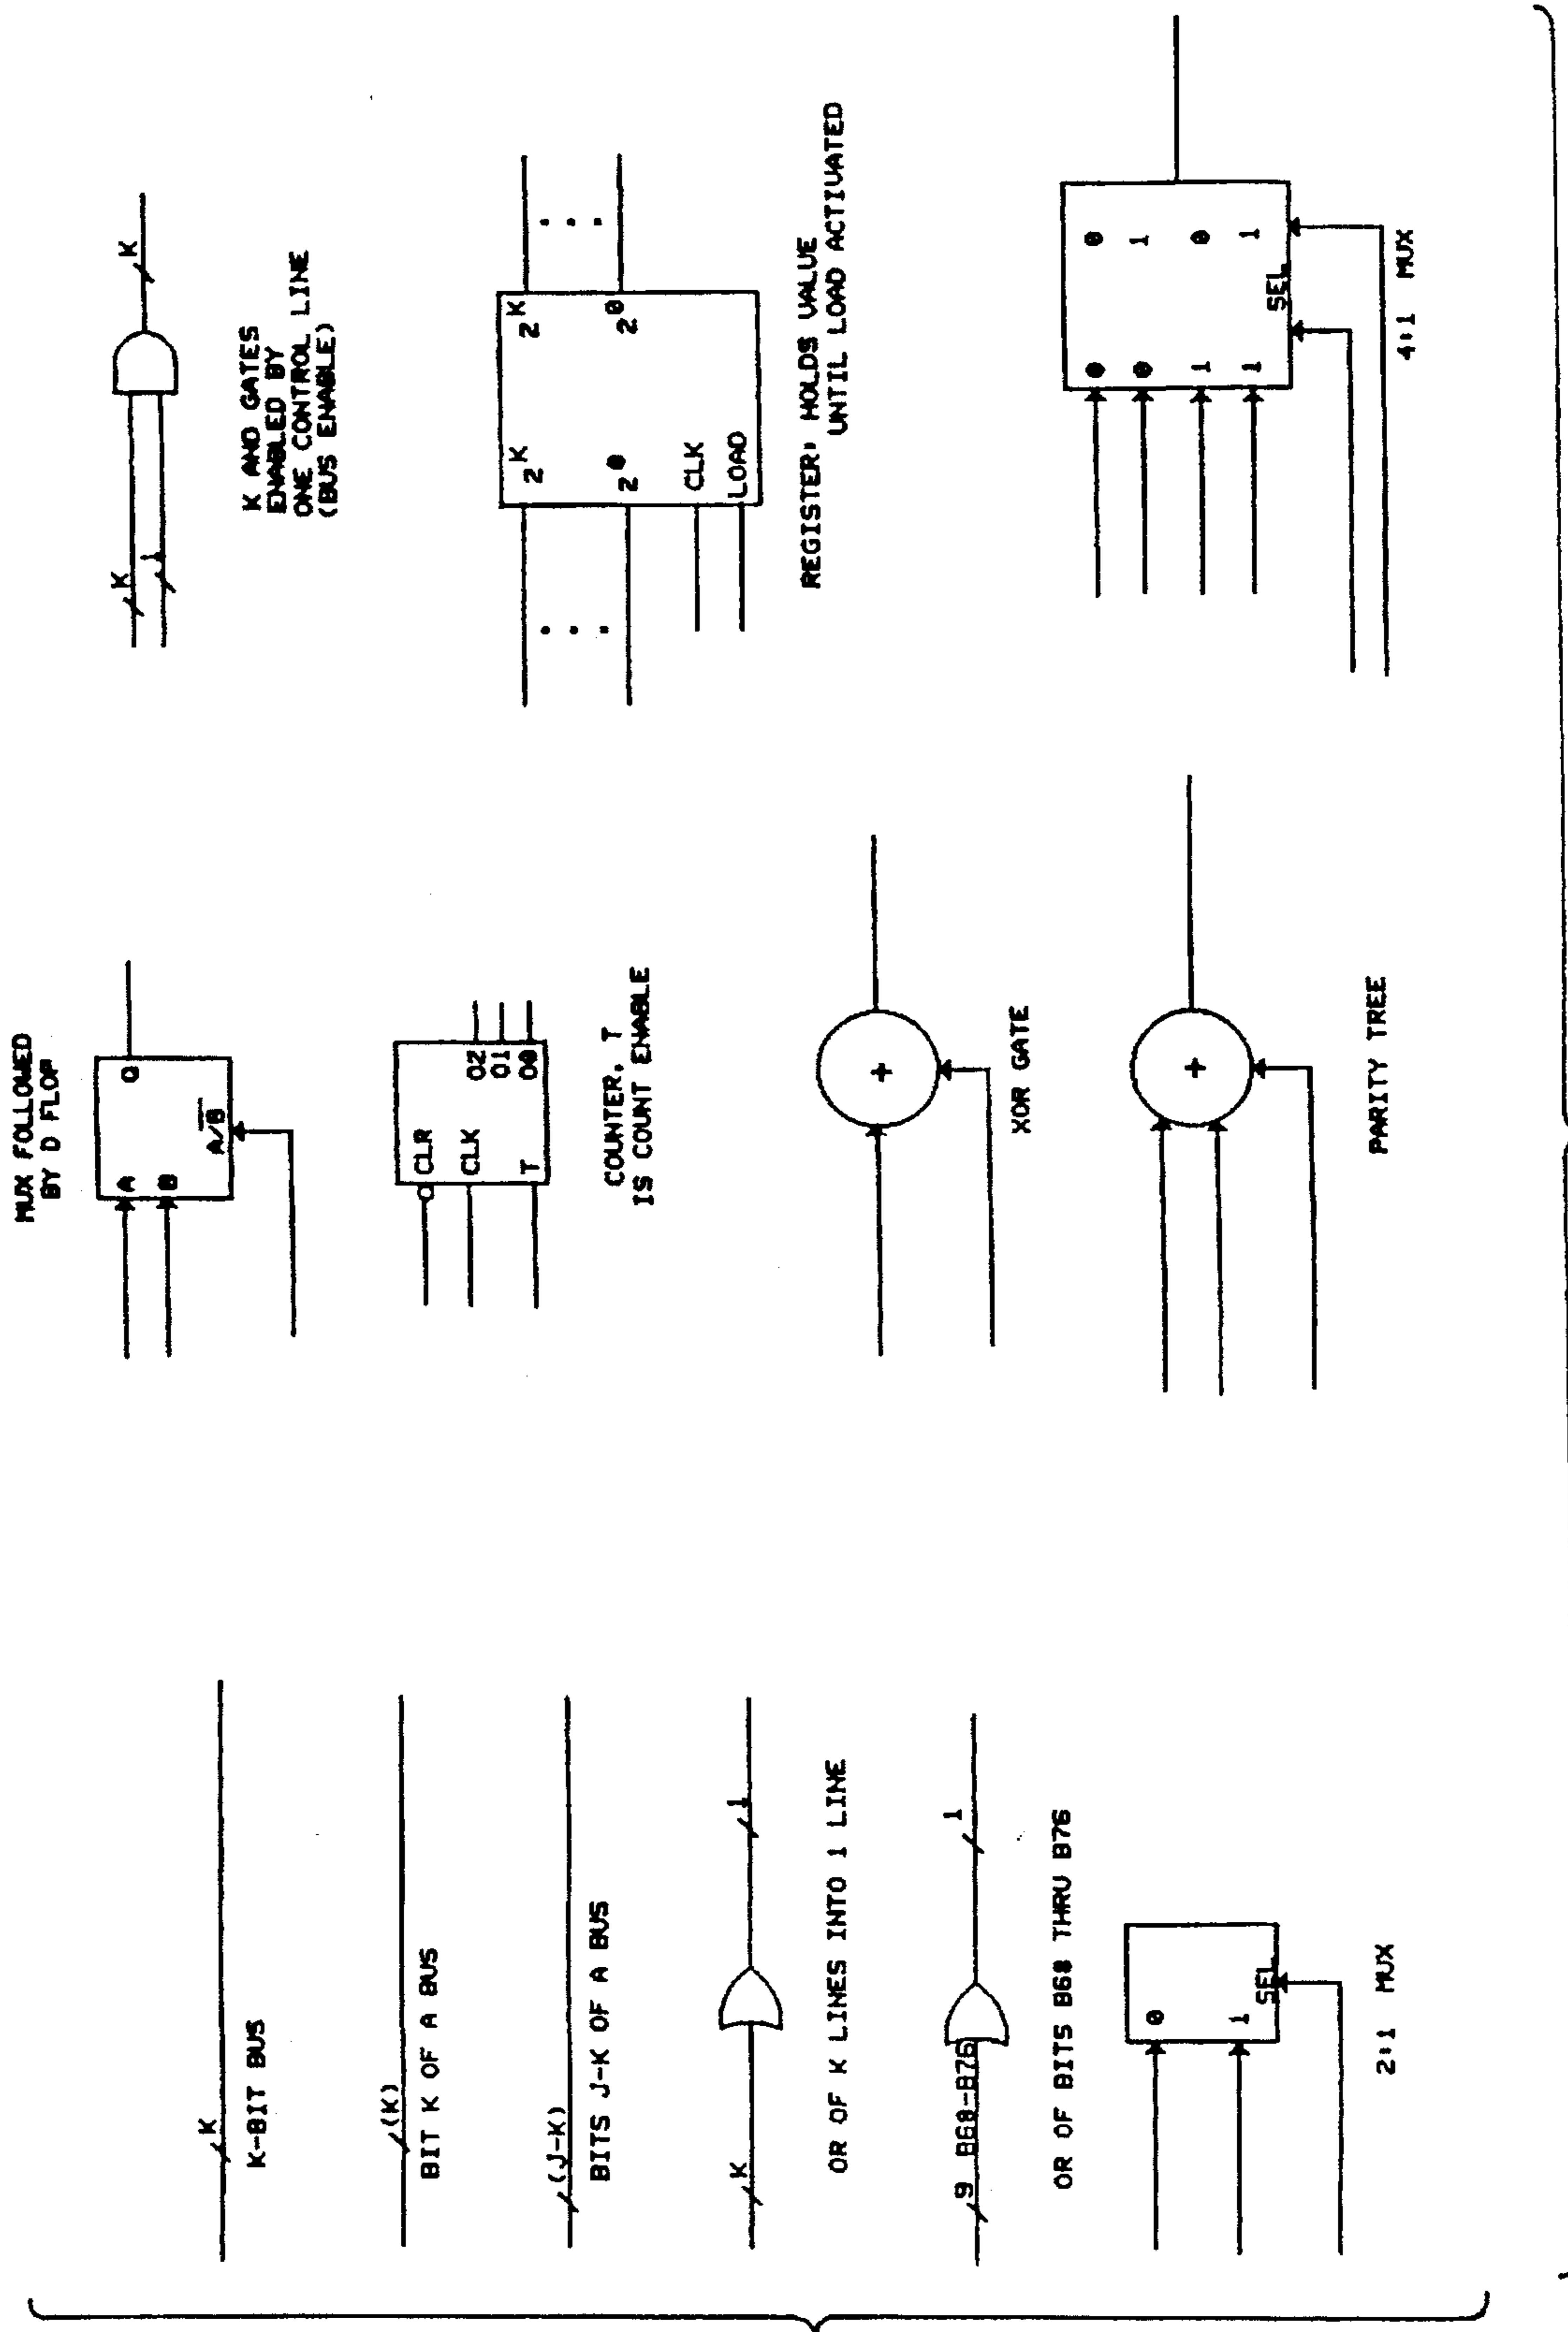 K
K-BIT BUS
(K)
BIT K OF A BUS
(J-K)
BITS J-K OF A BUS
K
1
OR OF K LINES INTO 1 LINE
9 B68-B76
1
OR OF BITS B68 THRU B76
0
1
SEL
2:1 MUX
MUX FOLLOWED
BY D FLOP
A
Q
B
A/B
CLR
CLK
T
O2
O1
O0
COUNTER, T
IS COUNT ENABLE
+
XOR GATE
+
PARITY TREE
K
1
K
K AND GATES
ENABLED BY
ONE CONTROL LINE
(BUS ENABLE)
2K
2K
20
20
CLK
LOAD
REGISTER: HOLDS VALUE
UNTIL LOAD ACTIVATED
0 0
0 1
1 0
1 1
SEL
4:1 MUX